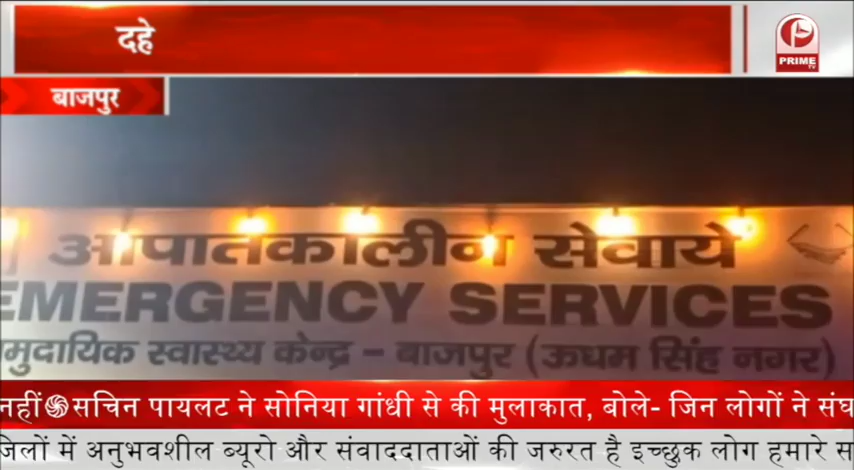 दहे
PRIME
TV
बाजपुर
आपातकालीन सेवाये
EMERGENCY SERVICES
मुदायिक स्वास्थ्य केन्द्र - बाजपुर (ऊधम सिंह नगर)
नहीं सचिन पायलट ने सोनिया गांधी से की मुलाकात, बोले- जिन लोगों ने संघ
जिलों में अनुभवशील ब्यूरो और संवाददाताओं की जरुरत है इच्छुक लोग हमारे स